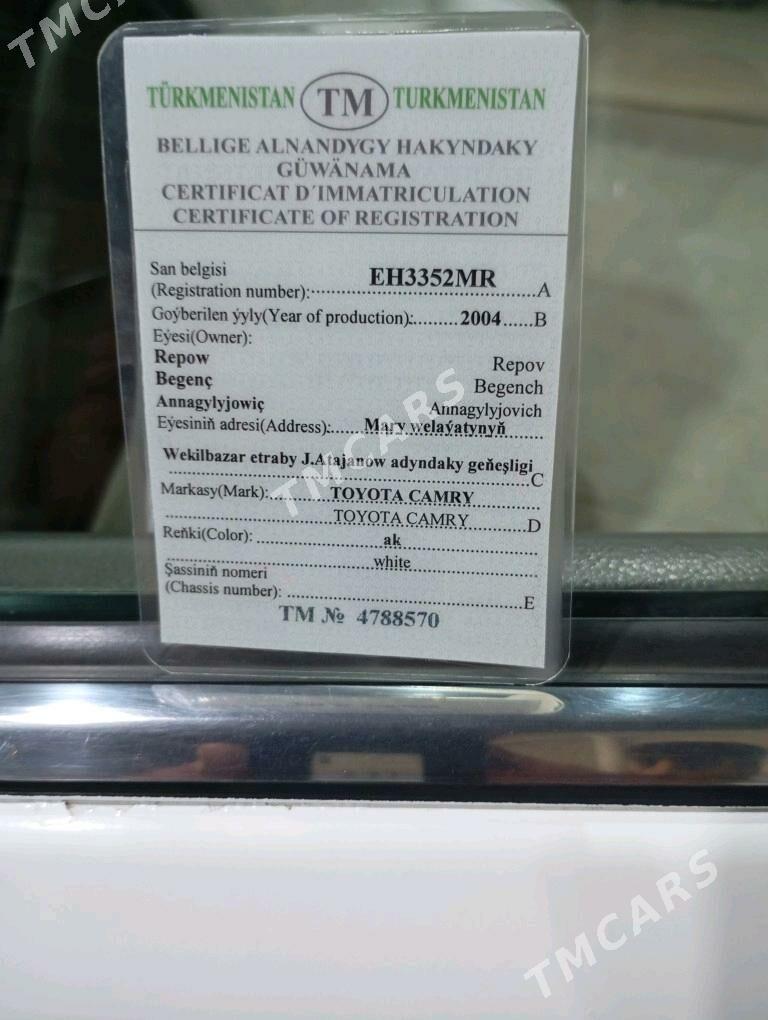 TÜRKMENISTAN TM TURKMENISTAN
BELLIGE ALNANDYGY HAKYNDAKY
GÜWÄNAMA
CERTIFICAT D´IMMATRICULATION
CERTIFICATE OF REGISTRATION
San belgisi
(Registration number): EH3352MR A
Goýberilen ýyly(Year of production): 2004 B
Eýesi(Owner):
Repow Repov
Begenç Begench
Annagylyjowiç Annagylyjovich
Eýesiniň adresi(Address): Mary welaýatynyň
Wekilbazar etraby J.Atajanow adyndaky geňeşligi
C
Markasy(Mark): TOYOTA CAMRY
TOYOTA CAMRY D
Reňki(Color): ak
white
Şassiniň nomeri
(Chassis number): E
TM № 4788570
TMCARS
TMCARS
TMCARS